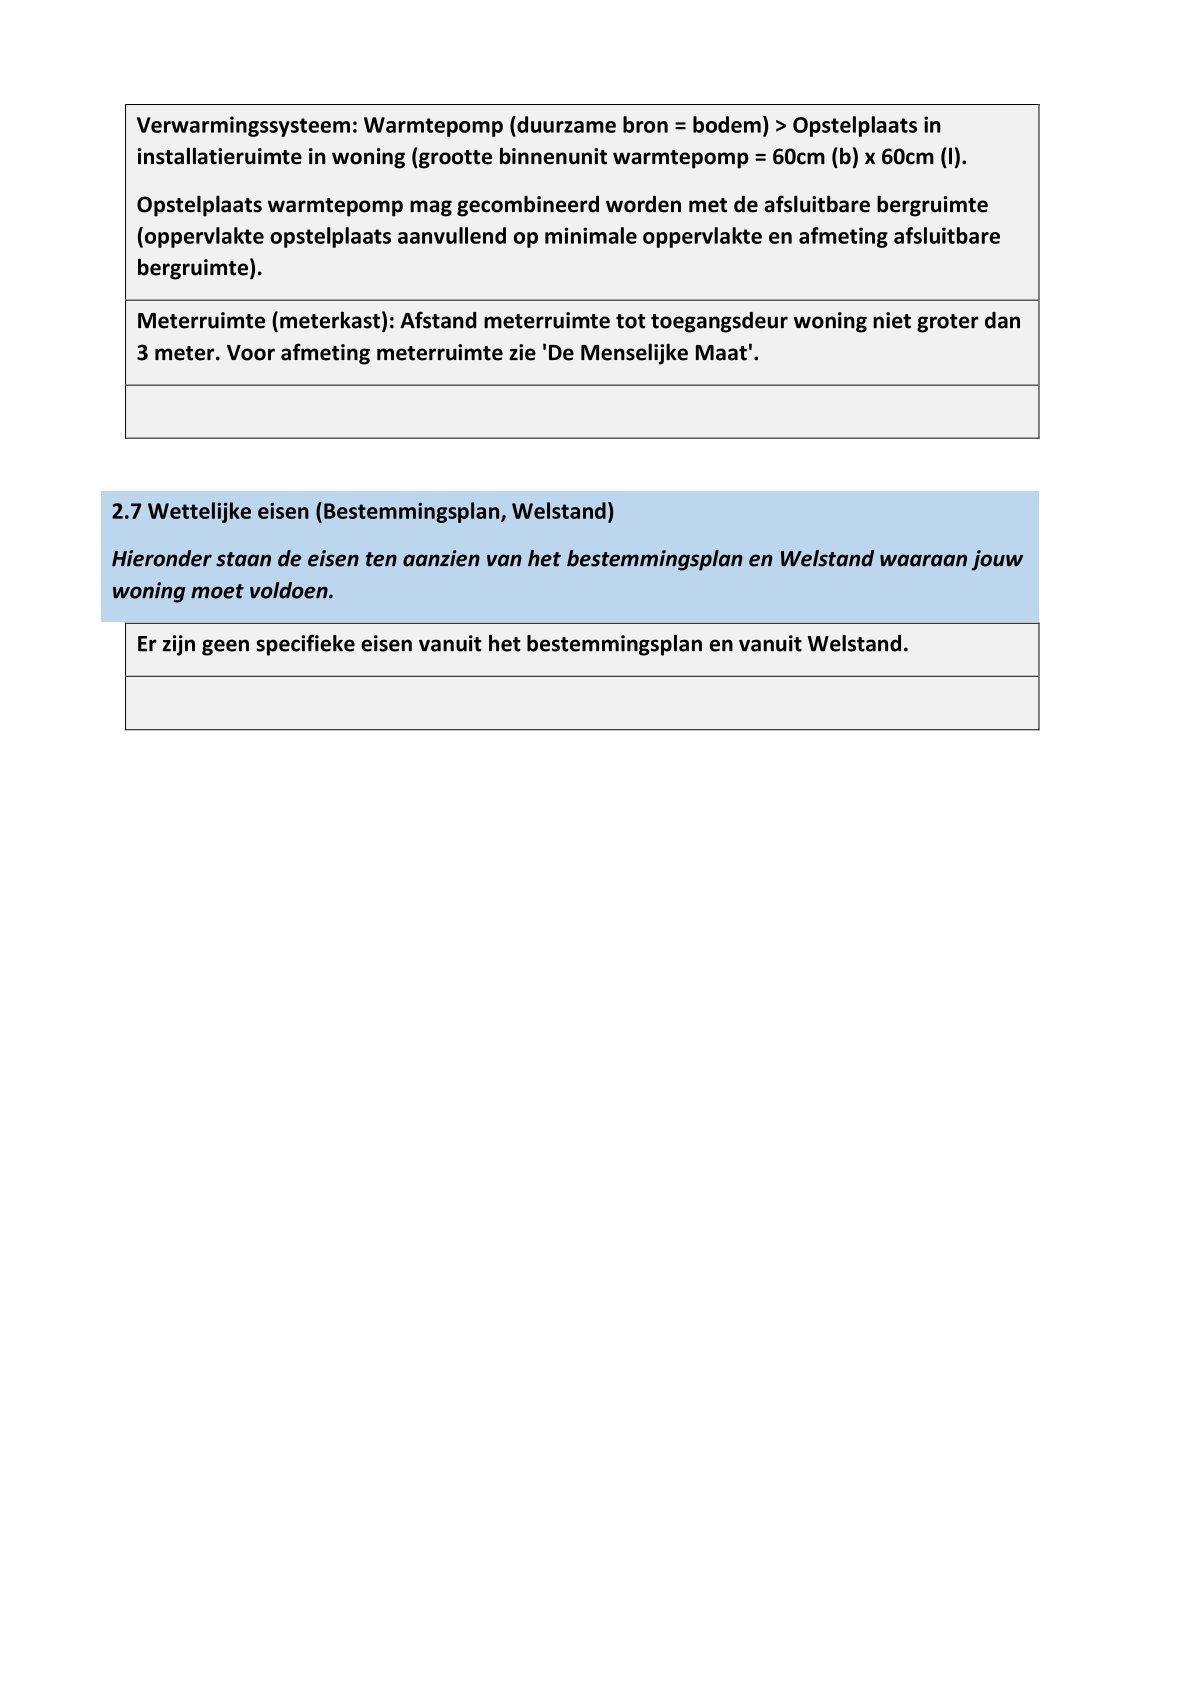 Verwarmingssysteem: Warmtepomp (duurzame bron = bodem) > Opstelplaats in
installatieruimte in woning (grootte binnenunit warmtepomp = 60cm (b) x 60cm (l).
Opstelplaats warmtepomp mag gecombineerd worden met de afsluitbare bergruimte
(oppervlakte opstelplaats aanvullend op minimale oppervlakte en afmeting afsluitbare
bergruimte).
Meterruimte (meterkast): Afstand meterruimte tot toegangsdeur woning niet groter dan
3 meter. Voor afmeting meterruimte zie 'De Menselijke Maat'.
2.7 Wettelijke eisen (Bestemmingsplan, Welstand)
Hieronder staan de eisen ten aanzien van het bestemmingsplan en Welstand waaraan jouw
woning moet voldoen.
Er zijn geen specifieke eisen vanuit het bestemmingsplan en vanuit Welstand.